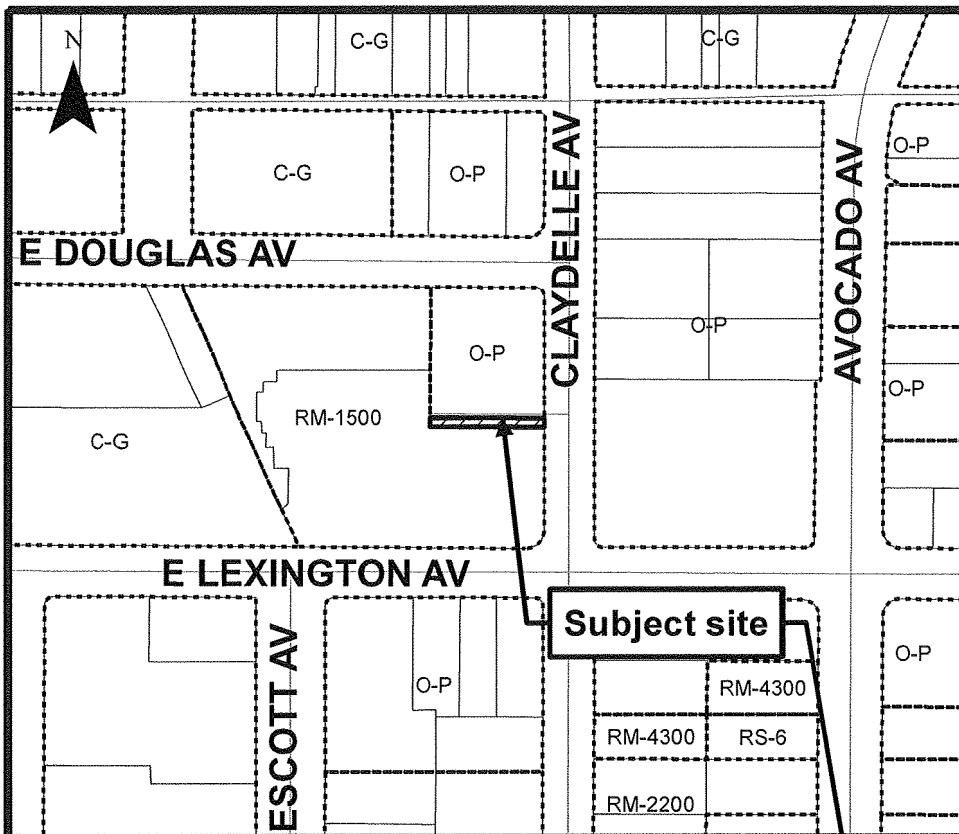 N
C-G
C-G
C-G
O-P
O-P
E DOUGLAS AV
CLAYDELLE AV
AVOCADO AV
O-P
O-P
O-P
RM-1500
C-G
E LEXINGTON AV
Subject site
ESCOTT AV
O-P
O-P
RM-4300
RM-4300
RS-6
RM-2200